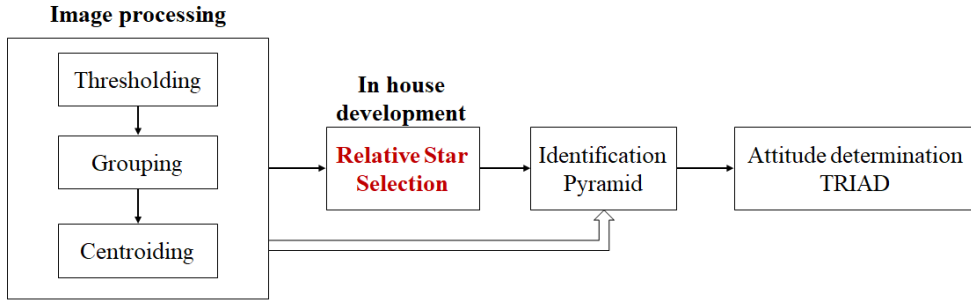 Image processing
Thresholding
Grouping
Centroiding
In house
development
Relative Star
Selection
Identification
Pyramid
Attitude determination
TRIAD